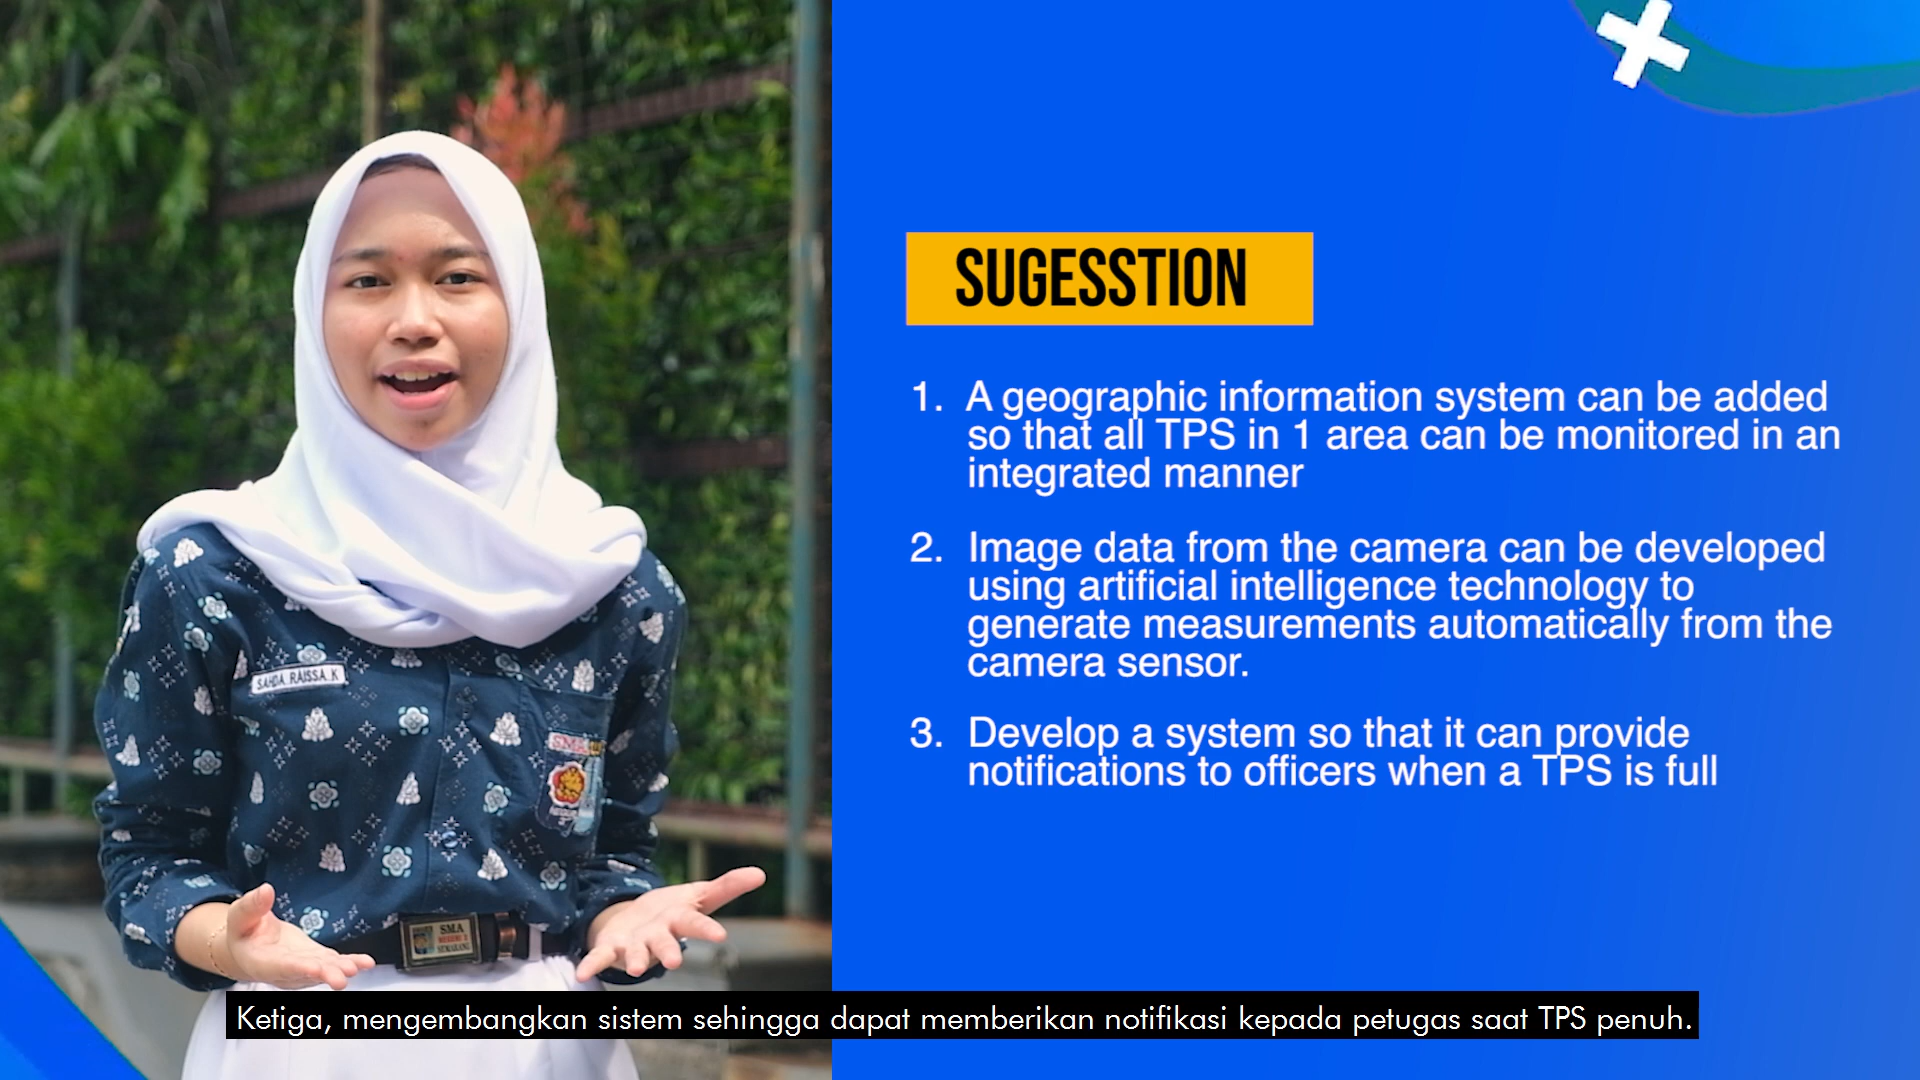 SUGESSTION
1. A geographic information system can be added
so that all TPS in 1 area can be monitored in an
integrated manner
2. Image data from the camera can be developed
using artificial intelligence technology to
generate measurements automatically from the
camera sensor.
3. Develop a system so that it can provide
notifications to officers when a TPS is full
SAHDA RAISSA K
SMA
SEMARANG
Ketiga, mengembangkan sistem sehingga dapat memberikan notifikasi kepada petugas saat TPS penuh.